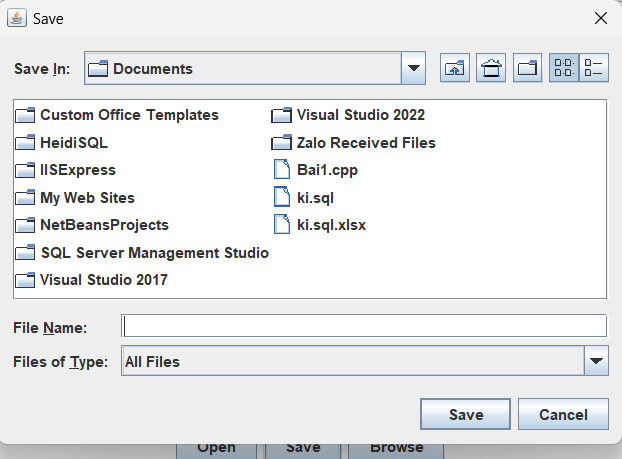 Save
Save In: Documents
Custom Office Templates
HeidiSQL
IISExpress
My Web Sites
NetBeansProjects
SQL Server Management Studio
Visual Studio 2017
Visual Studio 2022
Zalo Received Files
Bai1.cpp
ki.sql
ki.sql.xlsx
File Name:
Files of Type: All Files
Save Cancel
Open Save Browse